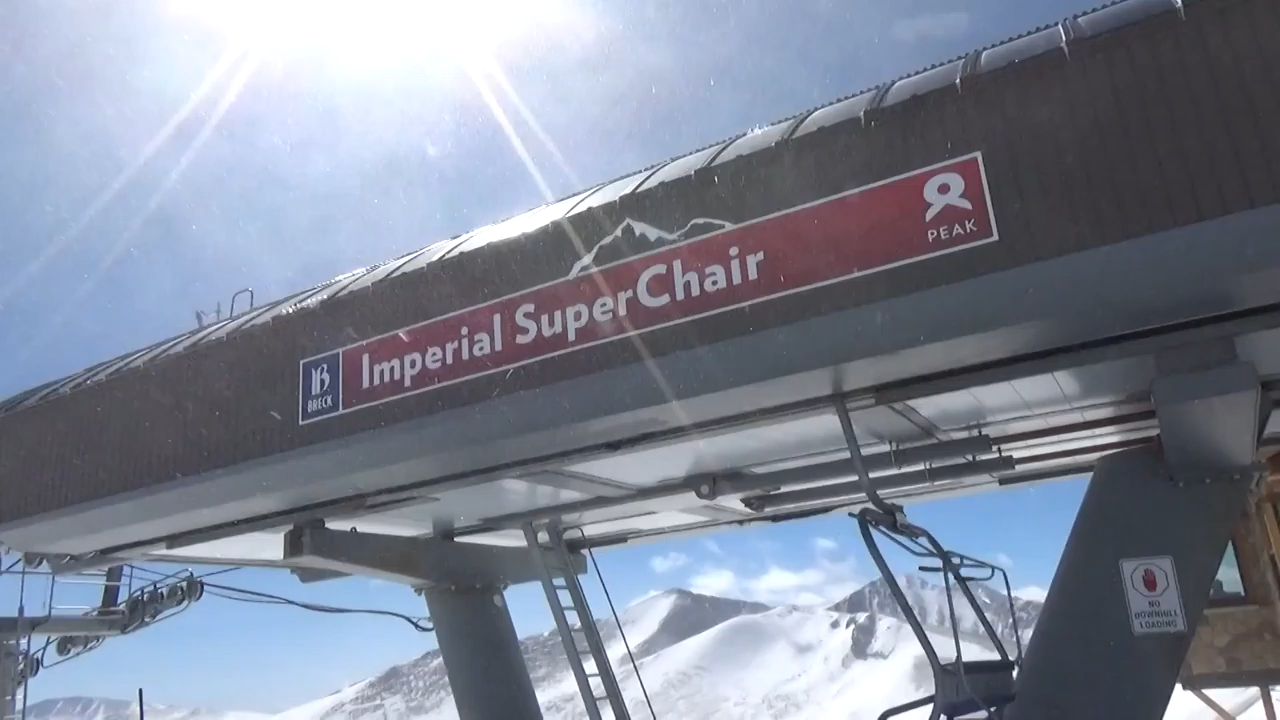 Imperial SuperChair
8
PEAK
B
BRECK
NO
DOWNHILL
LOADING